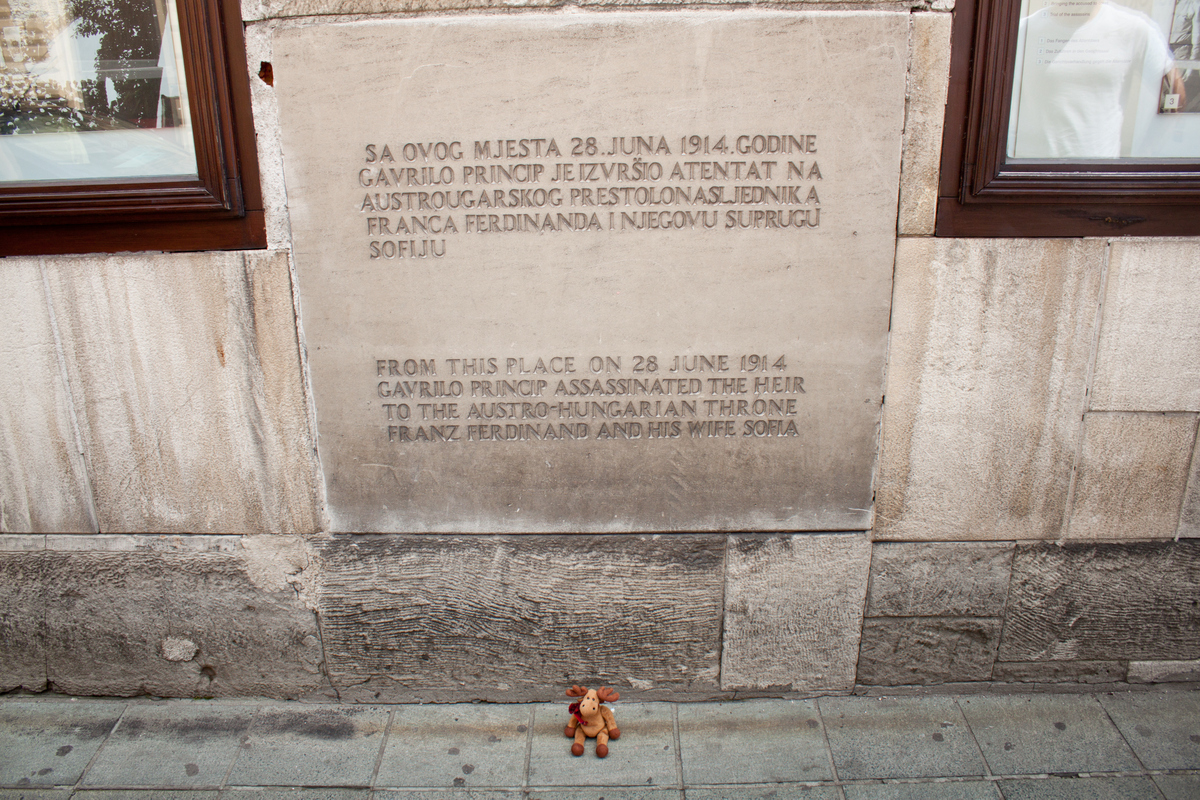 SA OVOG MJESTA 28. JUNA 1914. GODINE
GAVRILO PRINCIP JE IZVRŠIO ATENTAT NA
AUSTROUGARSKOG PRESTOLONASLJEDNIKA
FRANCA FERDINANDA I NJEGOVU SUPRUGU
SOFIJU
FROM THIS PLACE ON 28 JUNE 1914
GAVRILO PRINCIP ASSASSINATED THE HEIR
TO THE AUSTRO-HUNGARIAN THRONE
FRANZ FERDINAND AND HIS WIFE SOFIA
3